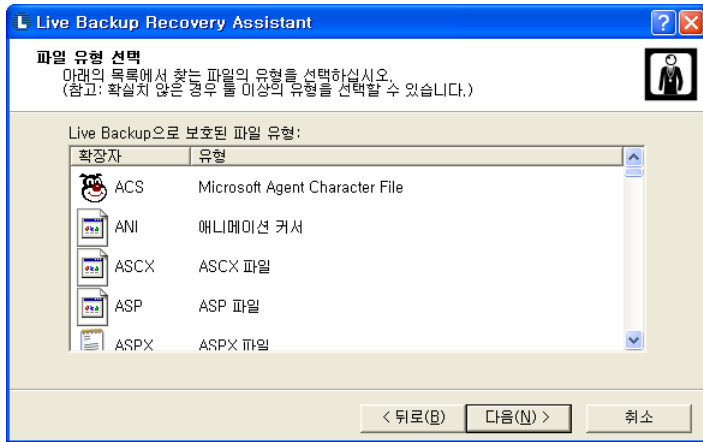 Live Backup Recovery Assistant
파일 유형 선택
아래의 목록에서 찾는 파일의 유형을 선택하십시오.
(참고: 확실치 않은 경우 둘 이상의 유형을 선택할 수 있습니다.)
Live Backup으로 보호된 파일 유형:
확장자 유형
ACS Microsoft Agent Character File
ANI 애니메이션 커서
ASCX ASCX 파일
ASP ASP 파일
ASPX ASPX 파일
< 뒤로(B) 다음(N) > 취소